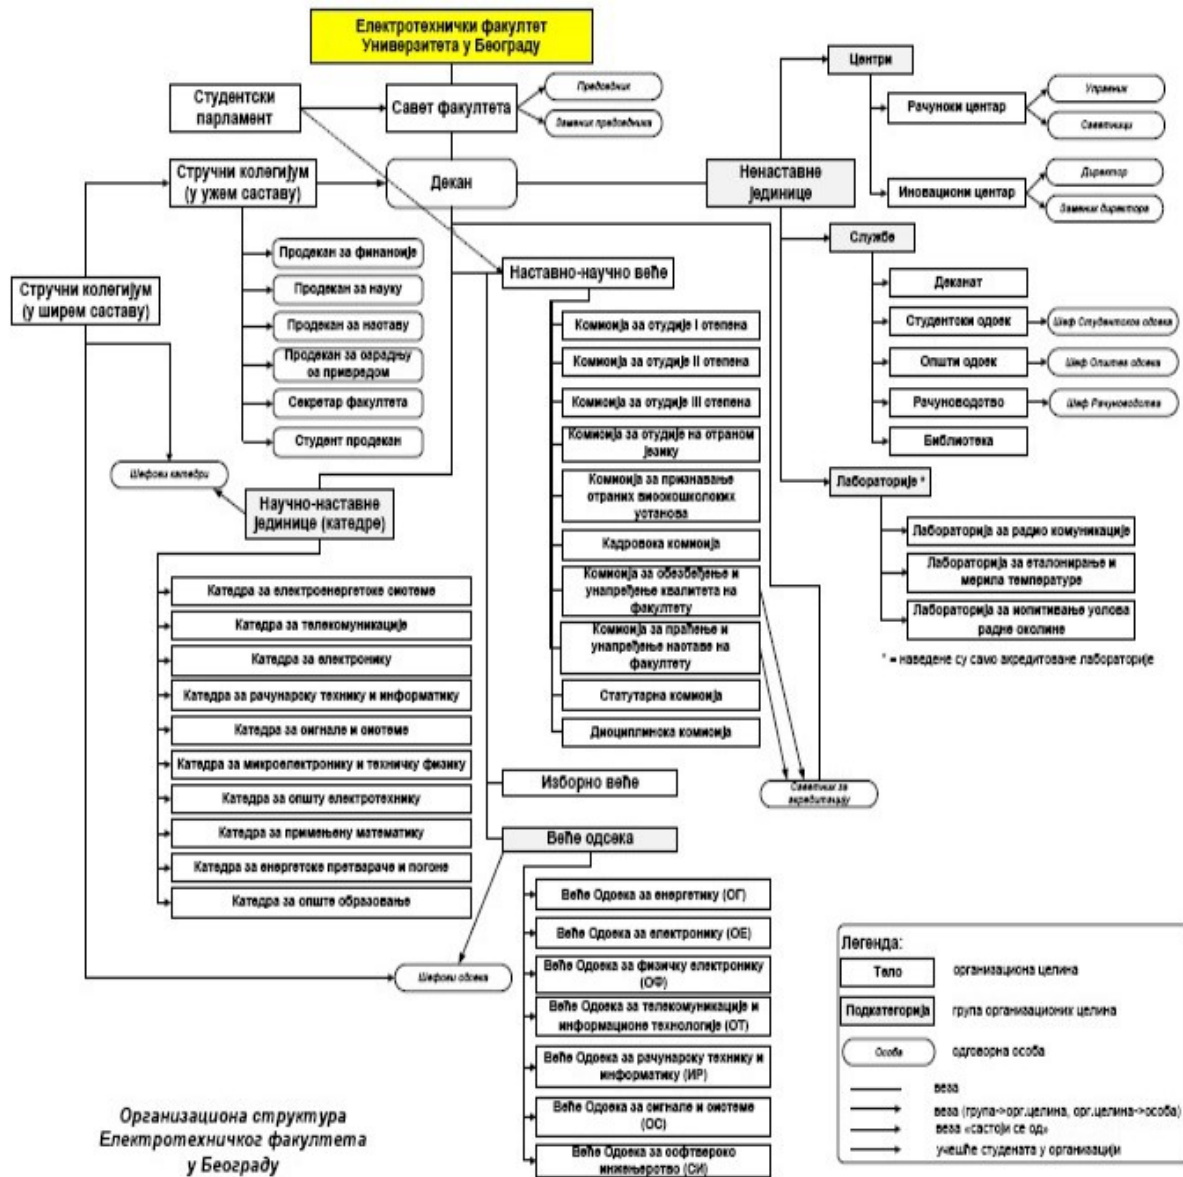 Електротехнички факултет
Универзитета у Београду
Студентски
парламент
Савет факултета
Председник
Заменик председника
Стручни колегијум
(у ужем саставу)
Декан
Ненаставне
јединице
Центри
Рачунски центар
Управник
Саветници
Иновациони центар
Директор
Заменик директора
Службе
Деканат
Студентски одсек
Шеф Студентског одсека
Општи одсек
Шеф Општег одсека
Рачуноводство
Шеф Рачуноводства
Библиотека
Лабораторије *
Лабораторија за радио комуникације
Лабораторија за еталонирање и
мерила температуре
Лабораторија за испитивање услова
радне околине
* = наведене су само акредитоване лабораторије
Стручни колегијум
(у ширем саставу)
Продекан за финансије
Продекан за науку
Продекан за наставу
Продекан за сарадњу
са привредом
Секретар факултета
Студент продекан
Шефови катедри
Наставно-научно веће
Комисија за студије I степена
Комисија за студије II степена
Комисија за студије III степена
Комисија за студије на страном
језику
Комисија за признавање
страних високошколских
установа
Кадровска комисија
Комисија за обезбеђење и
унапређење квалитета на
факултету
Комисија за праћење и
унапређење наставе на
факултету
Статутарна комисија
Дисциплинска комисија
Саветник за
акредитацију
Научно-наставне
јединице (катедре)
Катедра за електроенергетске системе
Катедра за телекомуникације
Катедра за електронику
Катедра за рачунарску технику и информатику
Катедра за сигнале и системе
Катедра за микроелектронику и техничку физику
Катедра за општу електротехнику
Катедра за примењену математику
Катедра за енергетске претвараче и погоне
Катедра за опште образовање
Изборно веће
Веће одсека
Шефови одсека
Веће Одсека за енергетику (ОГ)
Веће Одсека за електронику (ОЕ)
Веће Одсека за физичку електронику
(ОФ)
Веће Одсека за телекомуникације и
информационе технологије (ОТ)
Веће Одсека за рачунарску технику и
информатику (ИР)
Веће Одсека за сигнале и системе
(ОС)
Веће Одсека за софтверско
инжењерство (СИ)
Организациона структура
Електротехничког факултета
у Београду
Легенда:
Тело
организациона целина
Подкатегорија
група организационих целина
Особа
одговорна особа
веза
веза (група->орг.целина, орг.целина->особа)
веза «састоји се од»
учешће студената у организацији